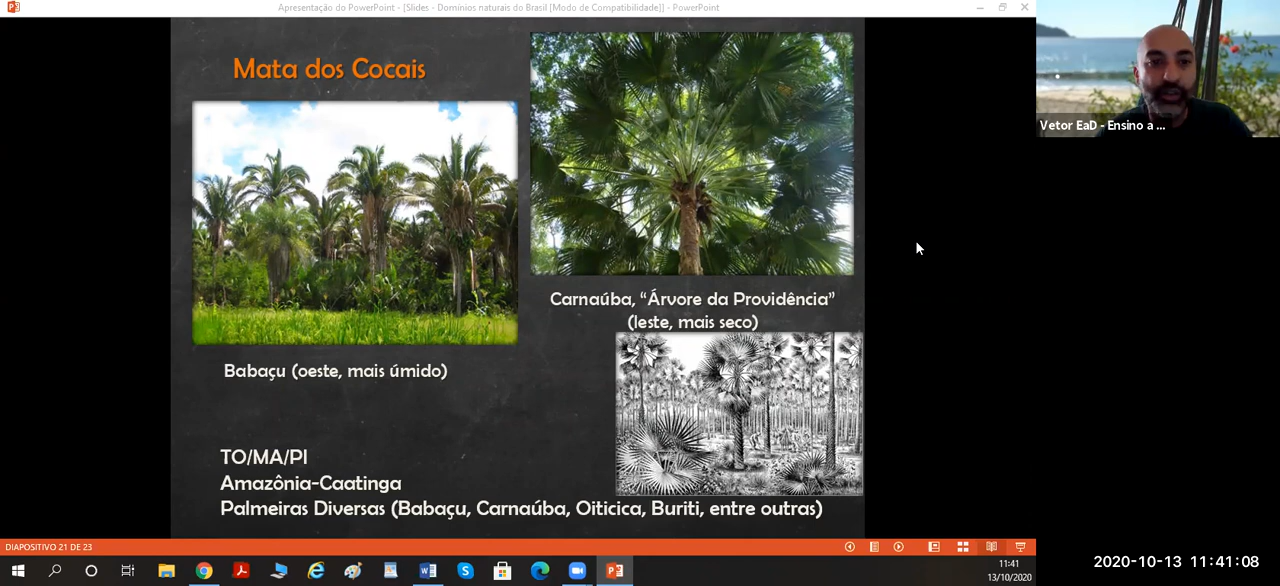 Apresentação do PowerPoint - [Slides - Domínios naturais do Brasil [Modo de Compatibilidade]] - PowerPoint
Mata dos Cocais
Vetor EaD - Ensino a ...
Carnaúba, “Árvore da Providência”
(leste, mais seco)
Babaçu (oeste, mais úmido)
TO/MA/PI
Amazônia-Caatinga
Palmeiras Diversas (Babaçu, Carnaúba, Oiticica, Buriti, entre outras)
DIAPOSITIVO 21 DE 23
11:41
13/10/2020
2020-10-13 11:41:08